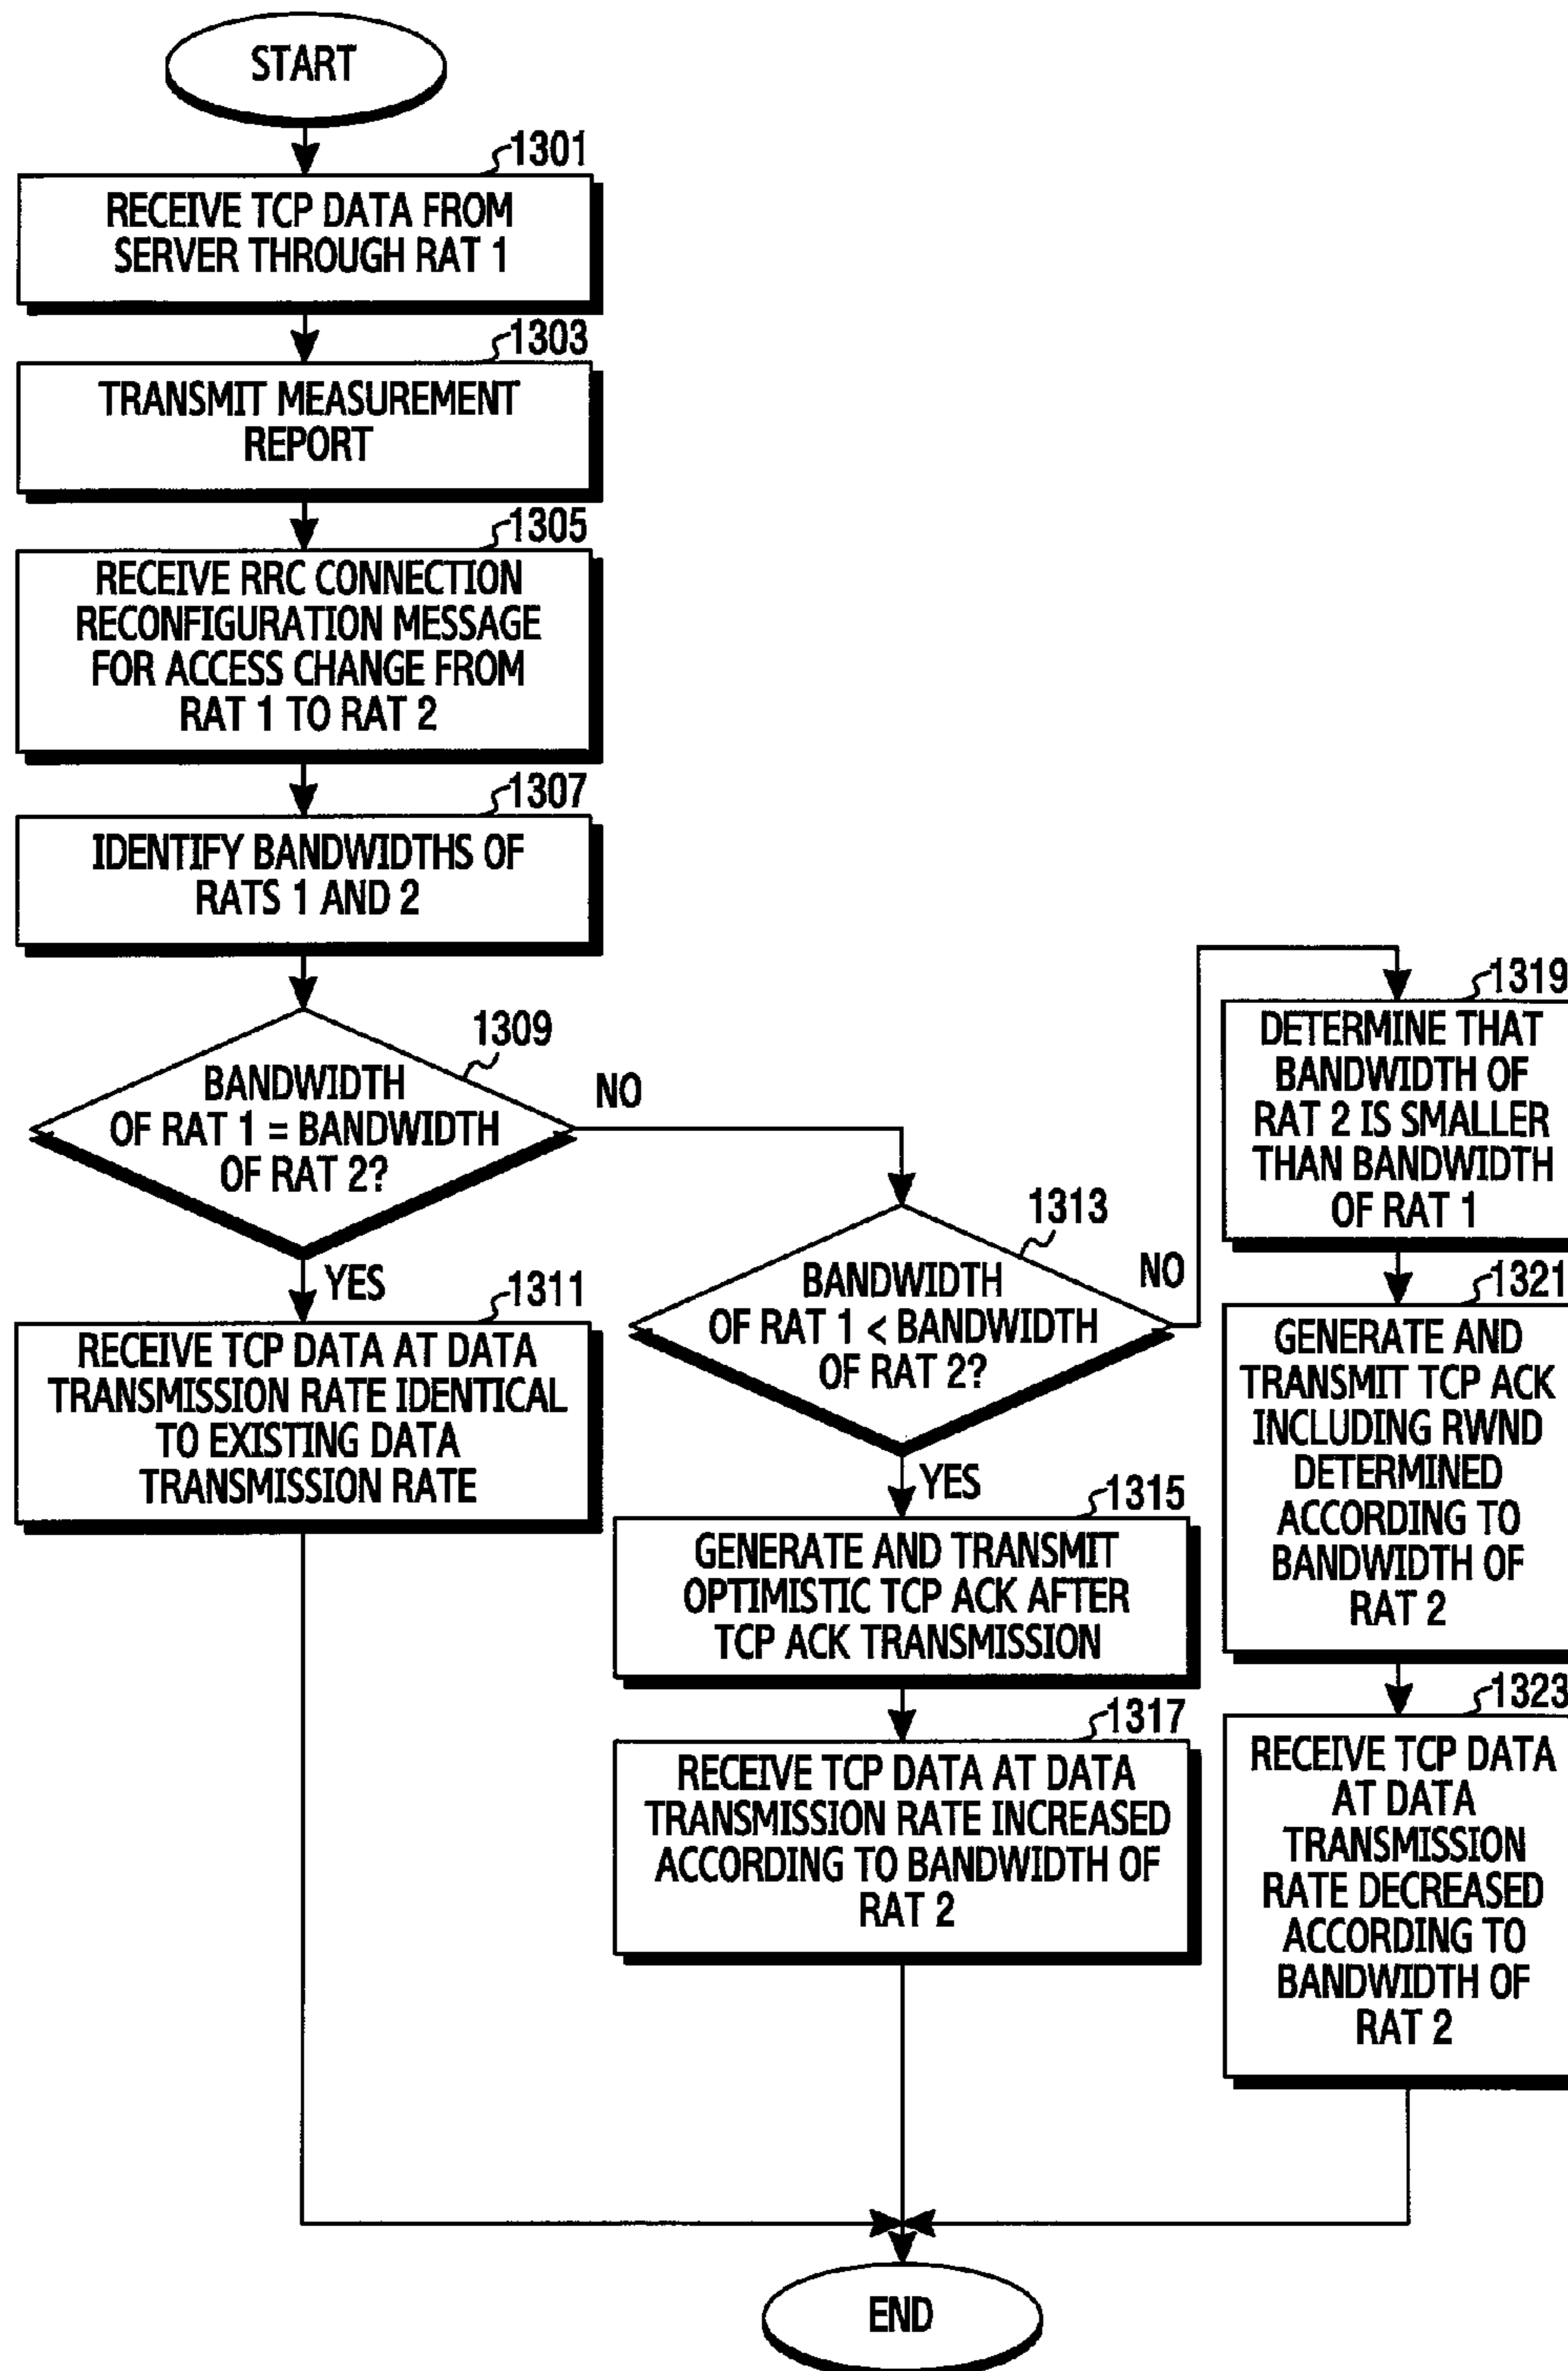 START
1301
RECEIVE TCP DATA FROM
SERVER THROUGH RAT 1
1303
TRANSMIT MEASUREMENT
REPORT
1305
RECEIVE RRC CONNECTION
RECONFIGURATION MESSAGE
FOR ACCESS CHANGE FROM
RAT 1 TO RAT 2
1307
IDENTIFY BANDWIDTHS OF
RATS 1 AND 2
1309
BANDWIDTH
OF RAT 1 = BANDWIDTH
OF RAT 2?
NO
YES
1311
RECEIVE TCP DATA AT DATA
TRANSMISSION RATE IDENTICAL
TO EXISTING DATA
TRANSMISSION RATE
1313
BANDWIDTH
OF RAT 1 < BANDWIDTH
OF RAT 2?
NO
YES
1315
GENERATE AND TRANSMIT
OPTIMISTIC TCP ACK AFTER
TCP ACK TRANSMISSION
1317
RECEIVE TCP DATA AT DATA
TRANSMISSION RATE INCREASED
ACCORDING TO BANDWIDTH OF
RAT 2
1319
DETERMINE THAT
BANDWIDTH OF
RAT 2 IS SMALLER
THAN BANDWIDTH
OF RAT 1
1321
GENERATE AND
TRANSMIT TCP ACK
INCLUDING RWND
DETERMINED
ACCORDING TO
BANDWIDTH OF
RAT 2
1323
RECEIVE TCP DATA
AT DATA
TRANSMISSION
RATE DECREASED
ACCORDING TO
BANDWIDTH OF
RAT 2
END